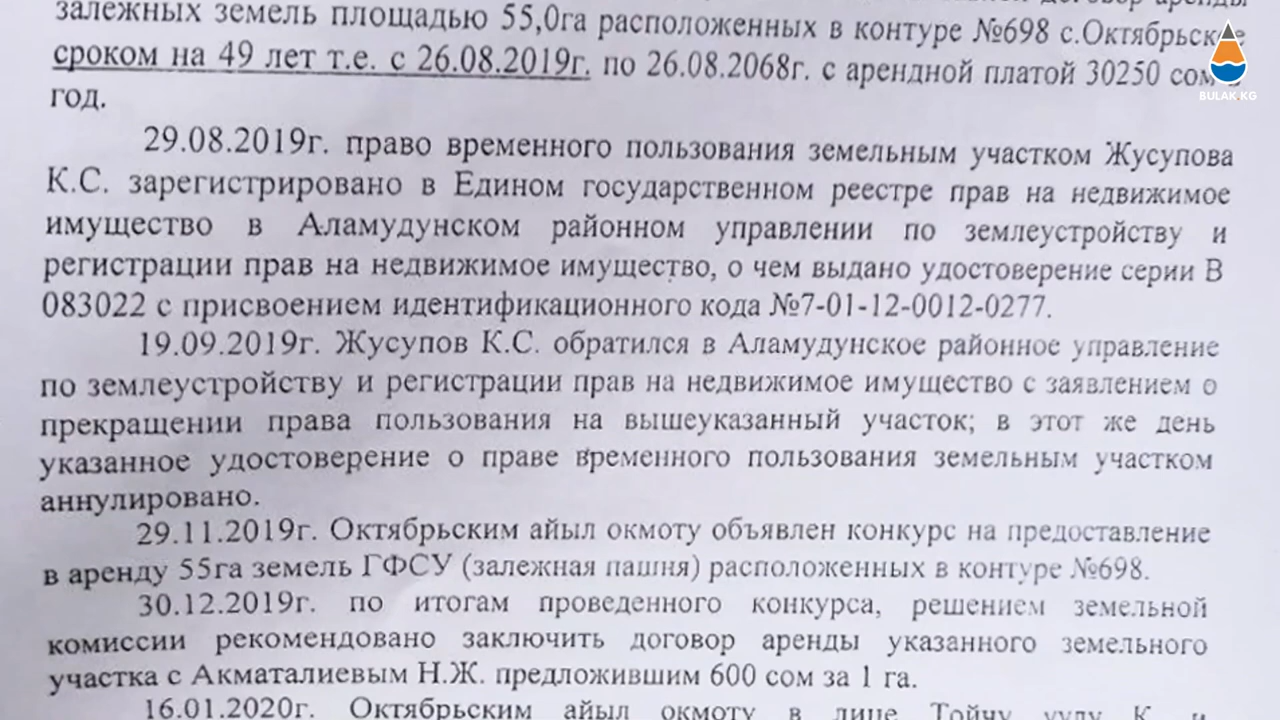 залежных земель площадью 55,0га расположенных в контуре №698 с.Октябрьское
сроком на 49 лет т.е. с 26.08.2019г. по 26.08.2068г. с арендной платой 30250 сом
год.
29.08.2019г. право временного пользования земельным участком Жусупова
К.С. зарегистрировано в Едином государственном реестре прав на недвижимое
имущество в Аламудунском районном управлении по землеустройству и
регистрации прав на недвижимое имущество, о чем выдано удостоверение серии В
083022 с присвоением идентификационного кода №7-01-12-0012-0277.
19.09.2019г. Жусупов К.С. обратился в Аламудунское районное управление
по землеустройству и регистрации прав на недвижимое имущество с заявлением о
прекращении права пользования на вышеуказанный участок; в этот же день
указанное удостоверение о праве временного пользования земельным участком
аннулировано.
29.11.2019г. Октябрьским айыл окмоту объявлен конкурс на предоставление
в аренду 55га земель ГФСУ (залежная пашня) расположенных в контуре №698.
30.12.2019г. по итогам проведенного конкурса, решением земельной
комиссии рекомендовано заключить договор аренды указанного земельного
участка с Акматалиевым Н.Ж. предложившим 600 сом за 1 га.
16.01.2020г. Октябрьским айыл окмоту в лице Тойчу уулу К. и
BULAK KG